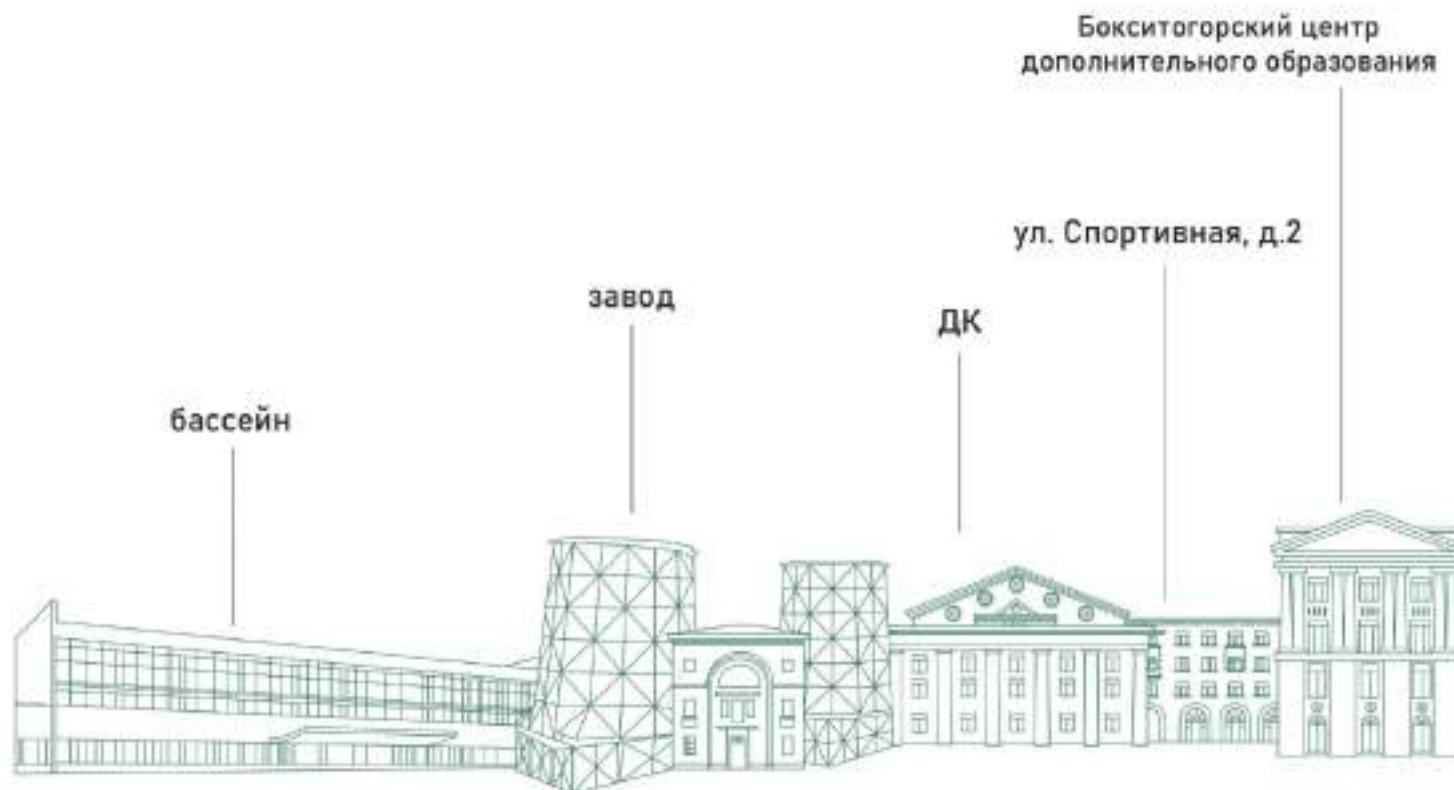 Бокситогорский центр
дополнительного образования
ул. Спортивная, д.2
завод
ДК
бассейн